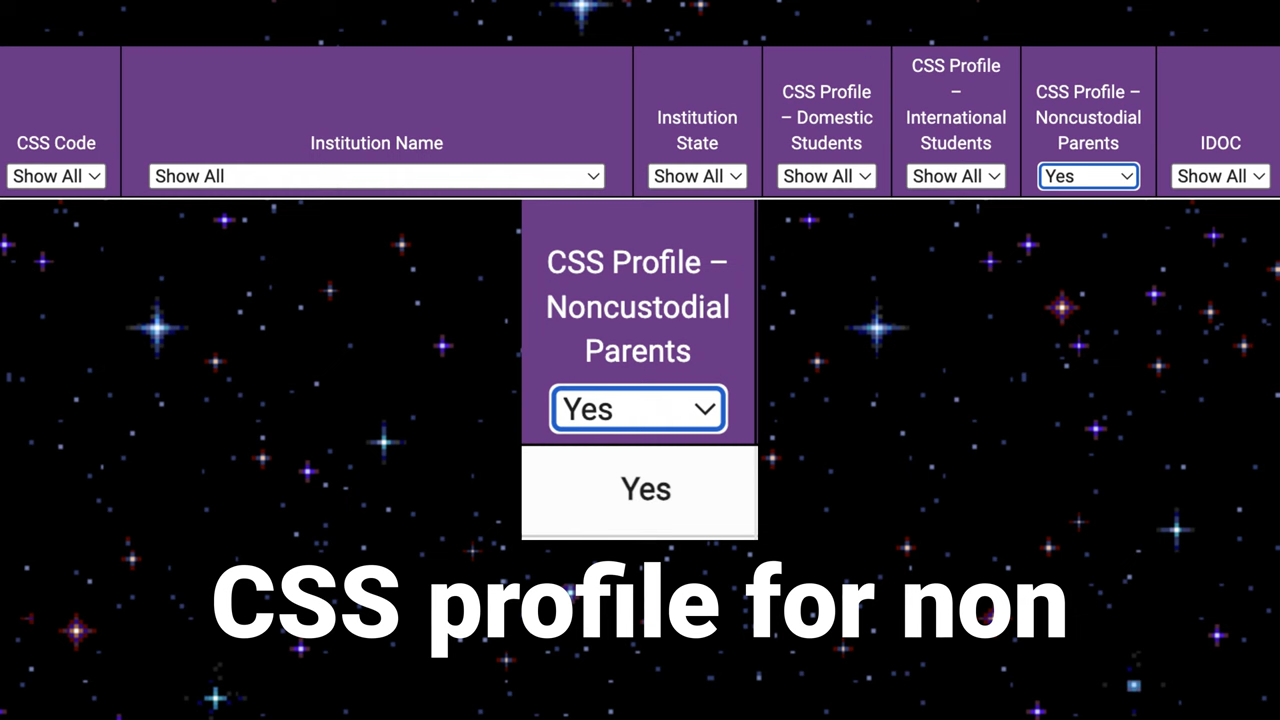 CSS Code
Show All
Institution Name
Show All
Institution
State
Show All
CSS Profile
– Domestic
Students
Show All
CSS Profile
–
International
Students
Show All
CSS Profile –
Noncustodial
Parents
Yes
IDOC
Show All
CSS Profile –
Noncustodial
Parents
Yes
Yes
CSS profile for non